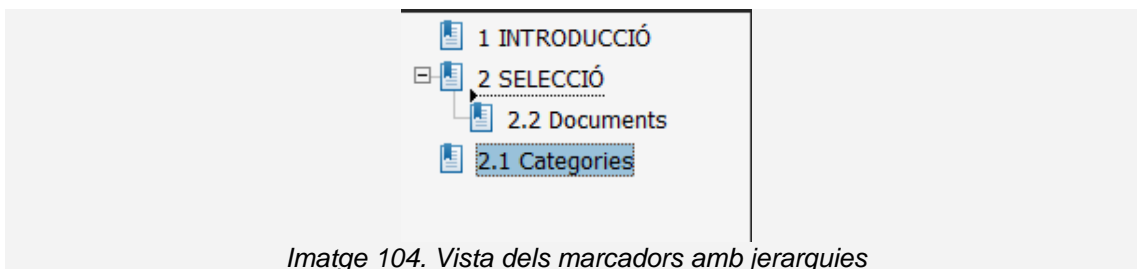 1 INTRODUCCIÓ
2 SELECCIÓ
2.2 Documents
2.1 Categories
Imatge 104. Vista dels marcadors amb jerarquies